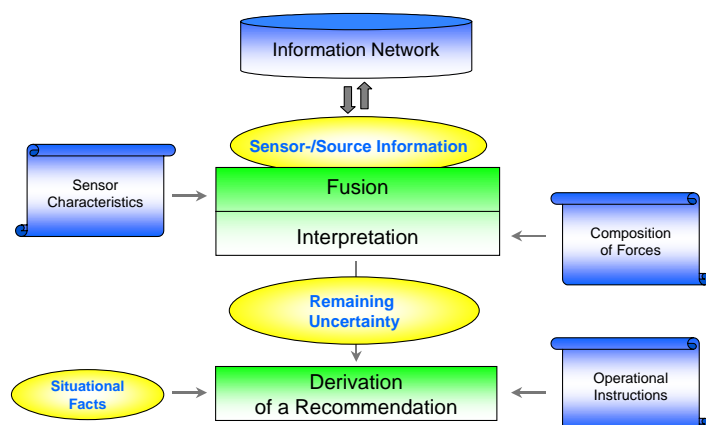 Information Network
Sensor-/Source Information
Sensor
Characteristics
Fusion
Interpretation
Composition
of Forces
Remaining
Uncertainty
Situational
Facts
Derivation
of a Recommendation
Operational
Instructions